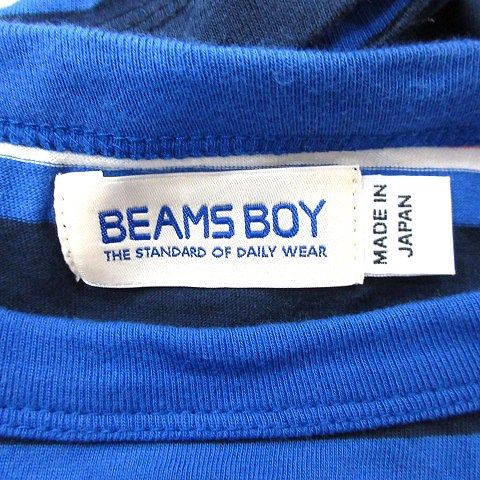 BEAMS BOY
THE STANDARD OF DAILY WEAR
MADE IN
JAPAN